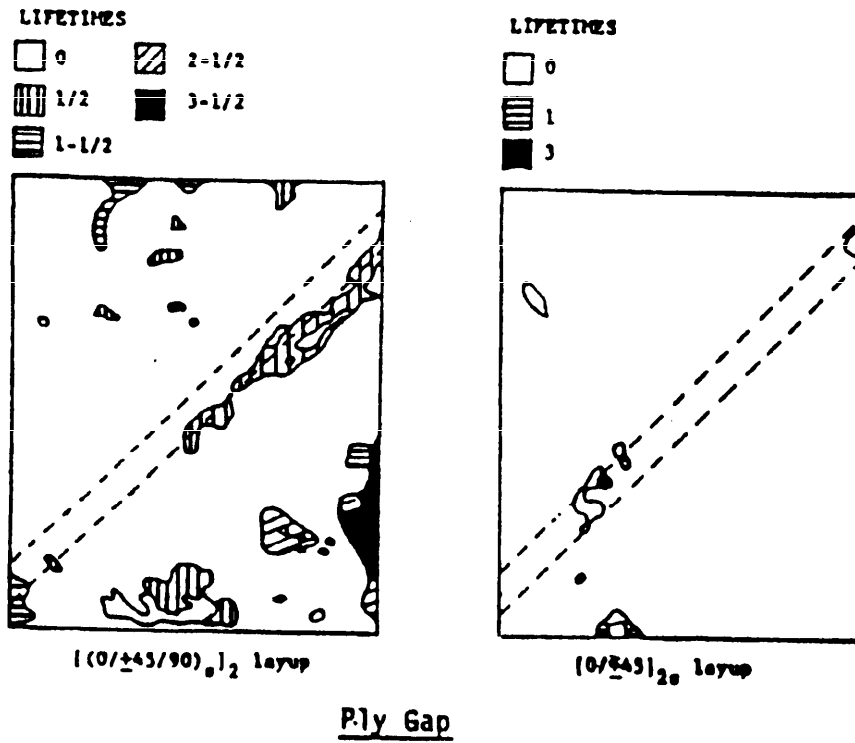 LIFETIMES
0
2-1/2
1/2
3-1/2
1-1/2
[(0/±45/90)s]2 layup
LIFETIMES
0
1
3
[0/∓45]2s layup
Ply Gap